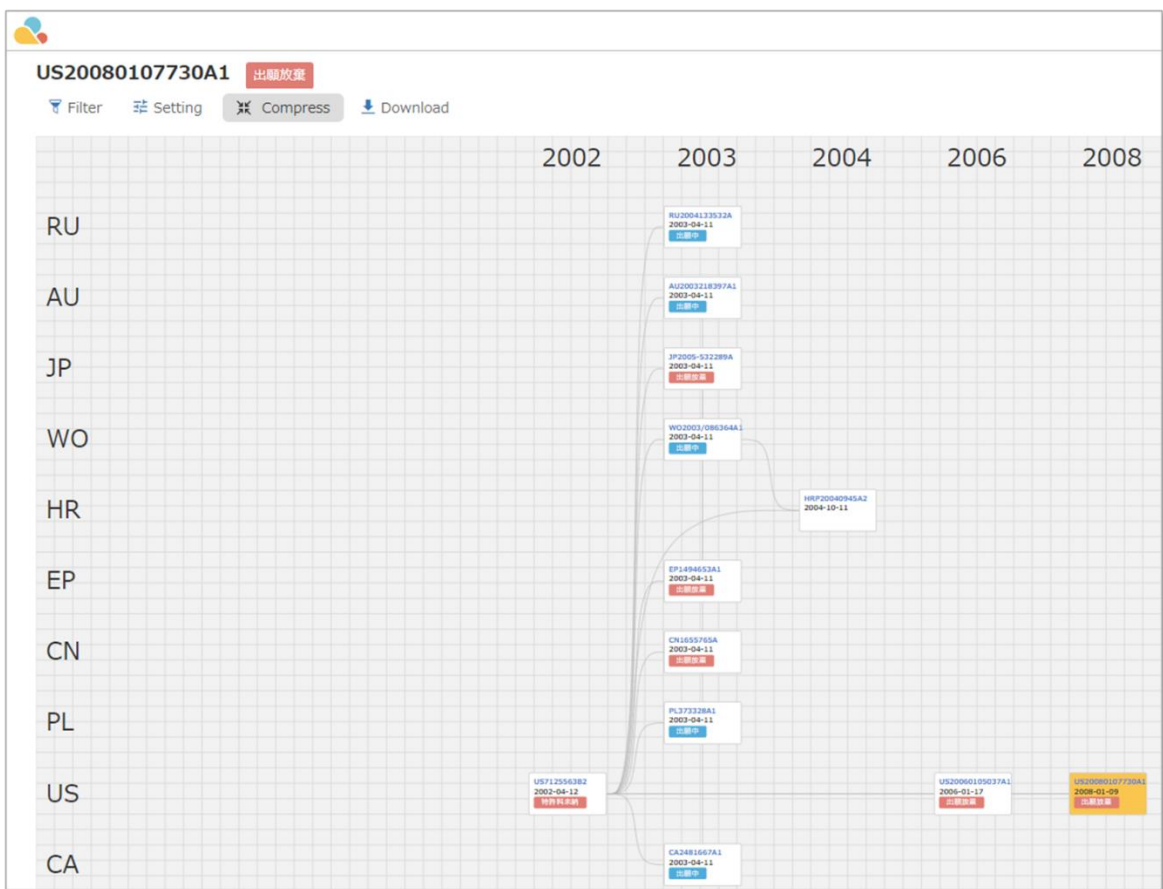 US20080107730A1 出願放棄
Filter Setting Compress Download
2002 2003 2004 2006 2008
RU
RU2004133532A
2003-04-11
出願中
AU
AU2003218397A1
2003-04-11
出願中
JP
JP2005-532289A
2003-04-11
出願放棄
WO
WO2003/086364A1
2003-04-11
出願中
HR
HRP20040945A2
2004-10-11
EP
EP1494653A1
2003-04-11
出願放棄
CN
CN1655765A
2003-04-11
出願放棄
PL
PL373328A1
2003-04-11
出願中
US
US7125563B2
2002-04-12
特許料未納
US20060105037A1
2006-01-17
出願放棄
US20080107730A1
2008-01-09
出願放棄
CA
CA2481667A1
2003-04-11
出願中